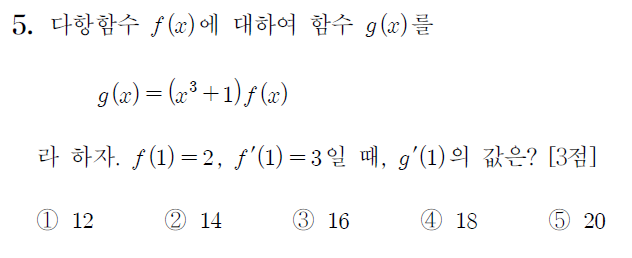 5. 다항함수 f(x)에 대하여 함수 g(x)를
g(x)=(x³+1)f(x)
라 하자. f(1)=2, f′(1)=3일 때, g′(1)의 값은? [3점]
① 12 ② 14 ③ 16 ④ 18 ⑤ 20